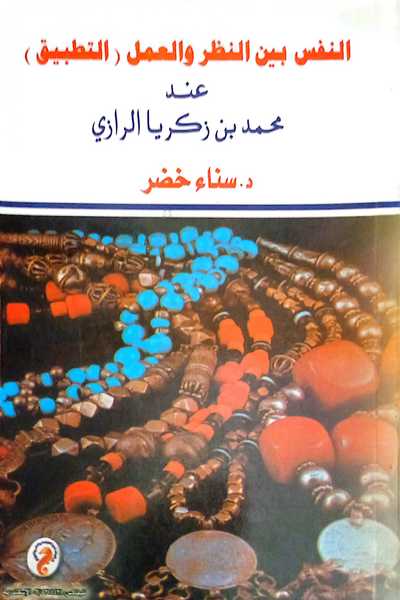 النفس بين النظر والعمل ( التطبيق )
عند
محمد بن زكريا الرازي
د. سناء خضر